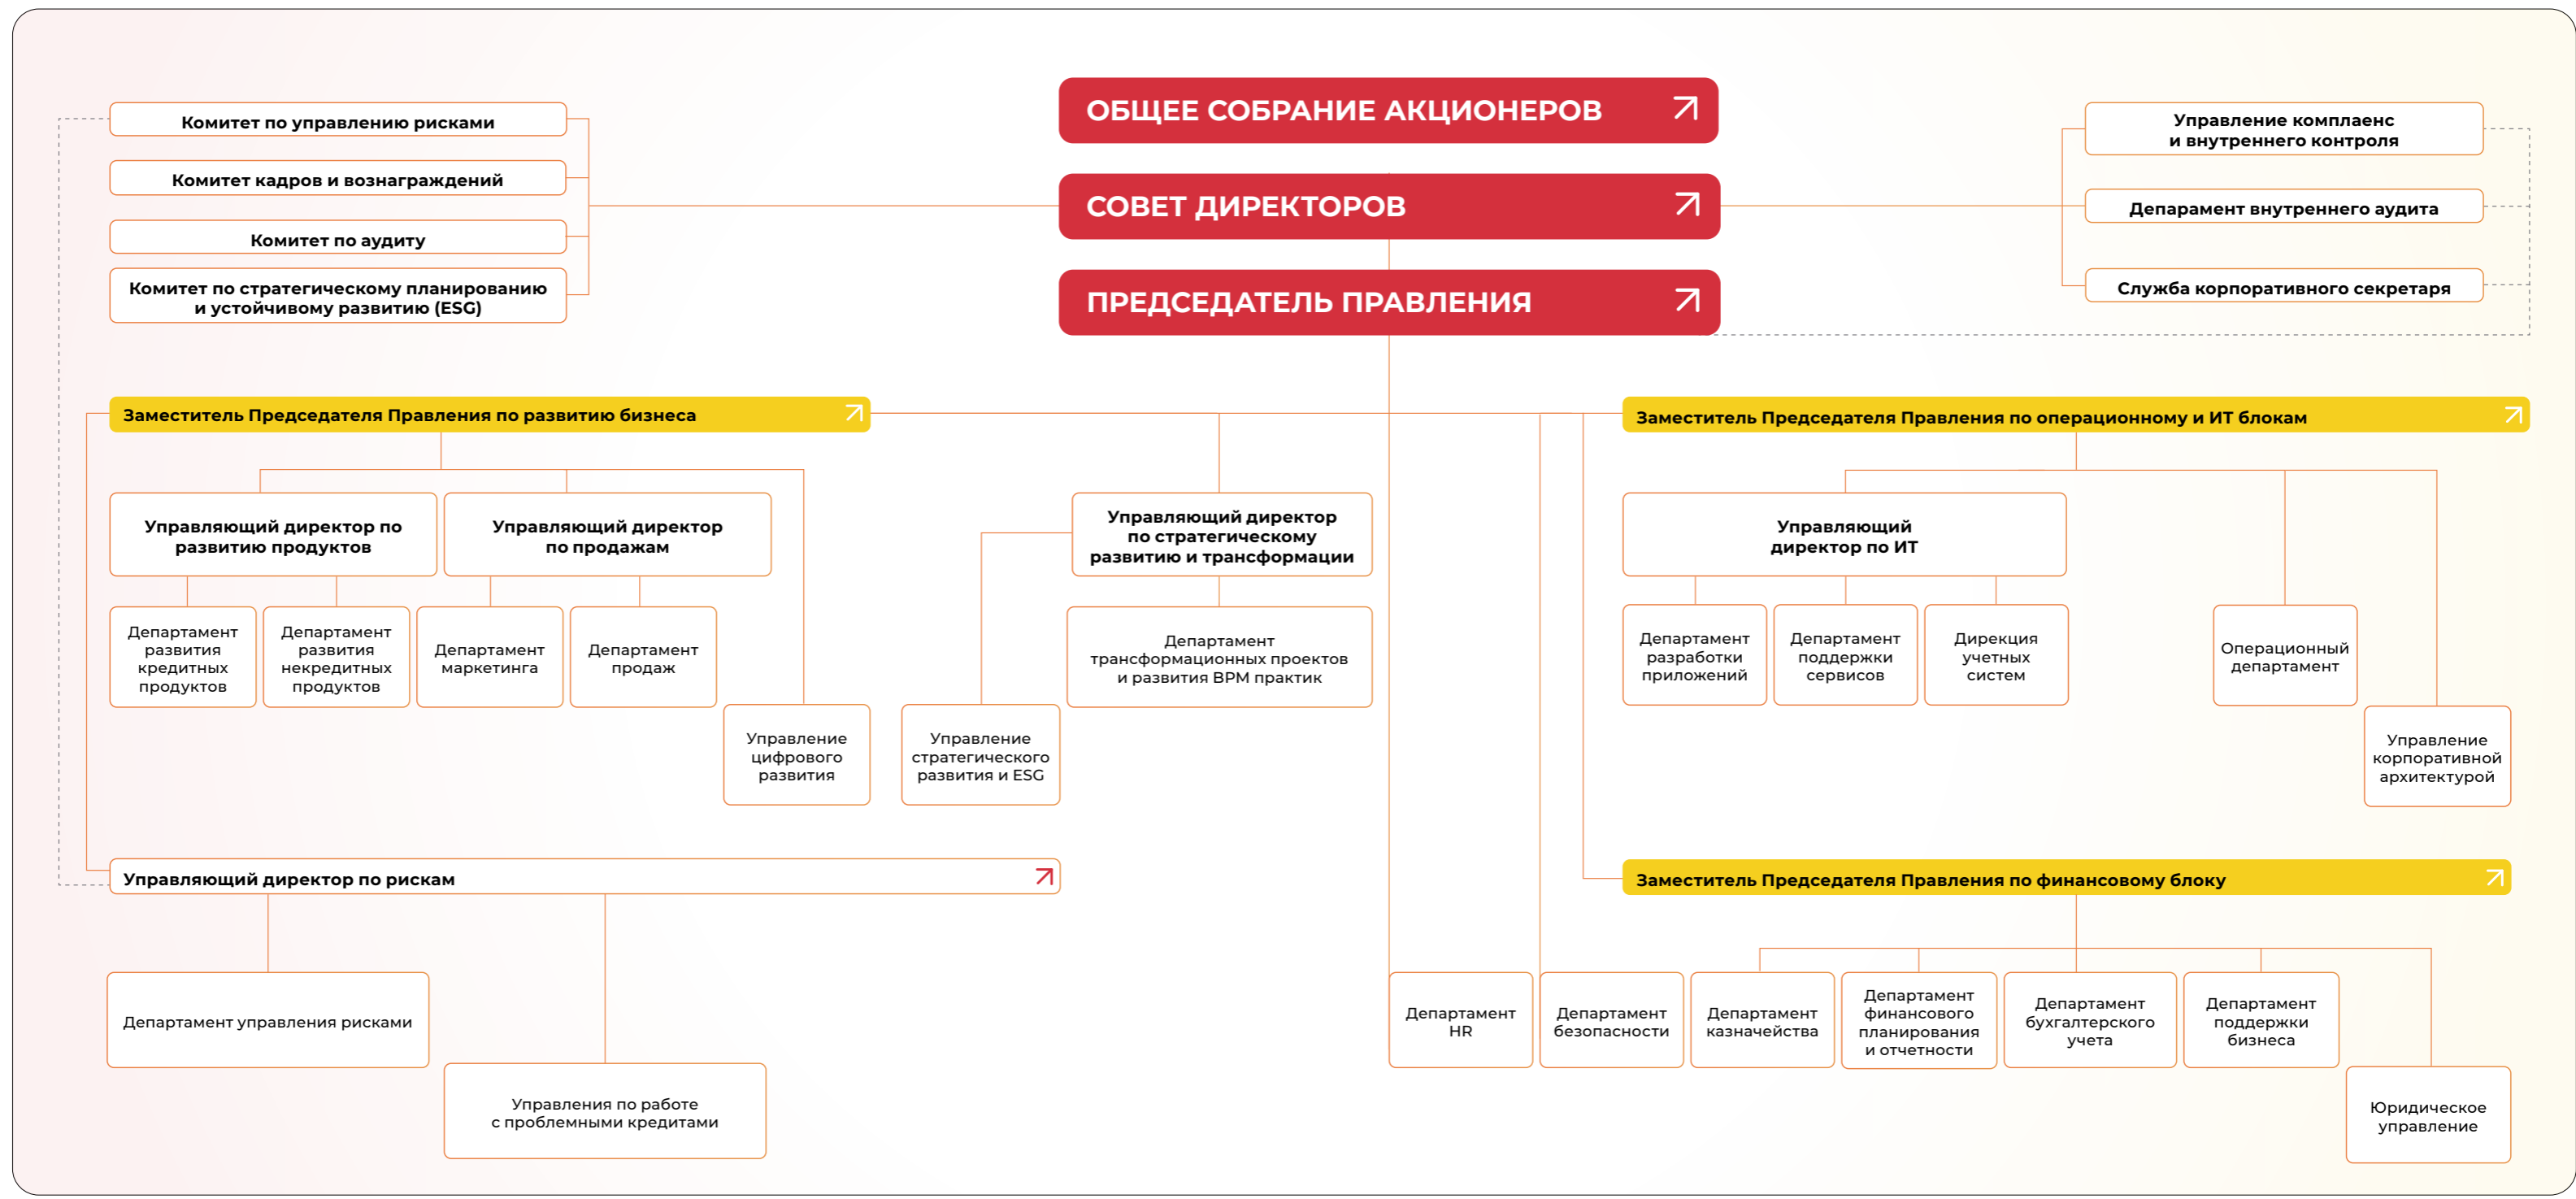 ОБЩЕЕ СОБРАНИЕ АКЦИОНЕРОВ
СОВЕТ ДИРЕКТОРОВ
ПРЕДСЕДАТЕЛЬ ПРАВЛЕНИЯ
Комитет по управлению рисками
Комитет кадров и вознаграждений
Комитет по аудиту
Комитет по стратегическому планированию
и устойчивому развитию (ESG)
Управление комплаенс
и внутреннего контроля
Депарамент внутреннего аудита
Служба корпоративного секретаря
Заместитель Председателя Правления по развитию бизнеса
Управляющий директор по
развитию продуктов
Управляющий директор
по продажам
Департамент
развития
кредитных
продуктов
Департамент
развития
некредитных
продуктов
Департамент
маркетинга
Департамент
продаж
Управление
цифрового
развития
Управляющий директор
по стратегическому
развитию и трансформации
Департамент
трансформационных проектов
и развития BPM практик
Управление
стратегического
развития и ESG
Заместитель Председателя Правления по операционному и ИТ блокам
Управляющий
директор по ИТ
Департамент
разработки
приложений
Департамент
поддержки
сервисов
Дирекция
учетных
систем
Операционный
департамент
Управление
корпоративной
архитектурой
Управляющий директор по рискам
Департамент управления рисками
Управления по работе
с проблемными кредитами
Заместитель Председателя Правления по финансовому блоку
Департамент
HR
Департамент
безопасности
Департамент
казначейства
Департамент
финансового
планирования
и отчетности
Департамент
бухгалтерского
учета
Департамент
поддержки
бизнеса
Юридическое
управление